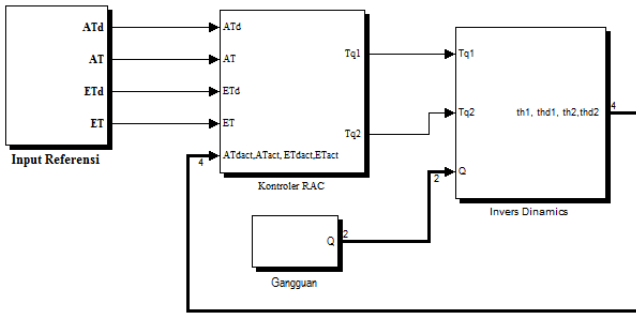 ATd
AT
ETd
ET
Input Referensi
ATd
AT
ETd
ET
ATdact,ATact, ETdact,ETact
4
Tq1
Tq2
Kontroler RAC
Tq1
Tq2
Q
2
th1, thd1, th2,thd2
4
Invers Dinamics
Q
2
Gangguan